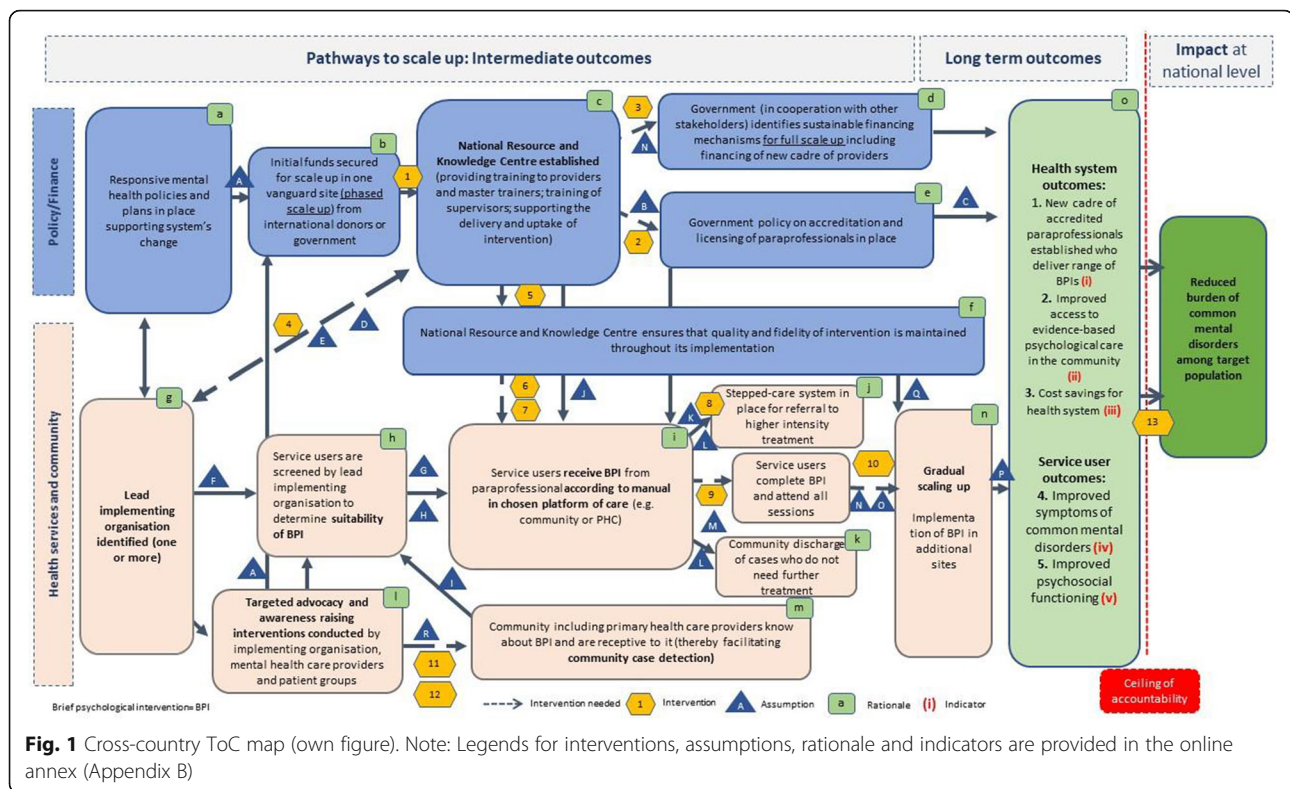 Pathways to scale up: Intermediate outcomes
Long term outcomes
Impact at
national level
Policy/Finance
a
Responsive mental
health policies and
plans in place
supporting system's
change
A
b
Initial funds secured
for scale up in one
vanguard site (phased
scale up) from
international donors or
government
1
c
National Resource and
Knowledge Centre established
(providing training to providers
and master trainers; training of
supervisors; supporting the
delivery and uptake of
intervention)
3
N
d
Government (in cooperation with other
stakeholders) identifies sustainable financing
mechanisms for full scale up including
financing of new cadre of providers
B
2
e
Government policy on accreditation and
licensing of paraprofessionals in place
C
o
Health system
outcomes:
1. New cadre of
accredited
paraprofessionals
established who
deliver range of
BPIs (i)
2. Improved
access to
evidence-based
psychological care
in the community
(ii)
3. Cost savings for
health system (iii)
Service user
outcomes:
4. Improved
symptoms of
common mental
disorders (iv)
5. Improved
psychosocial
functioning (v)
Reduced
burden of
common
mental
disorders
among target
population
13
4
E
D
5
f
National Resource and Knowledge Centre ensures that quality and fidelity of intervention is maintained
throughout its implementation
6
7
J
Q
Health services and community
g
Lead
implementing
organisation
identified (one
or more)
F
h
Service users are
screened by lead
implementing
organisation to
determine suitability
of BPI
G
H
i
Service users receive BPI from
paraprofessional according to manual
in chosen platform of care (e.g.
community or PHC)
K
L
8
j
Stepped-care system in
place for referral to
higher intensity
treatment
9
Service users
complete BPI
and attend all
sessions
10
N
O
M
L
k
Community discharge
of cases who do not
need further
treatment
n
Gradual
scaling up
Implementa
tion of BPI in
additional
sites
P
A
I
l
Targeted advocacy and
awareness raising
interventions conducted by
implementing organisation,
mental health care providers
and patient groups
R
11
12
m
Community including primary health care providers know
about BPI and are receptive to it (thereby facilitating
community case detection)
Ceiling of
accountability
Brief psychological intervention= BPI
Intervention needed
1
Intervention
A
Assumption
a
Rationale
(i)
Indicator
Fig. 1 Cross-country ToC map (own figure). Note: Legends for interventions, assumptions, rationale and indicators are provided in the online
annex (Appendix B)